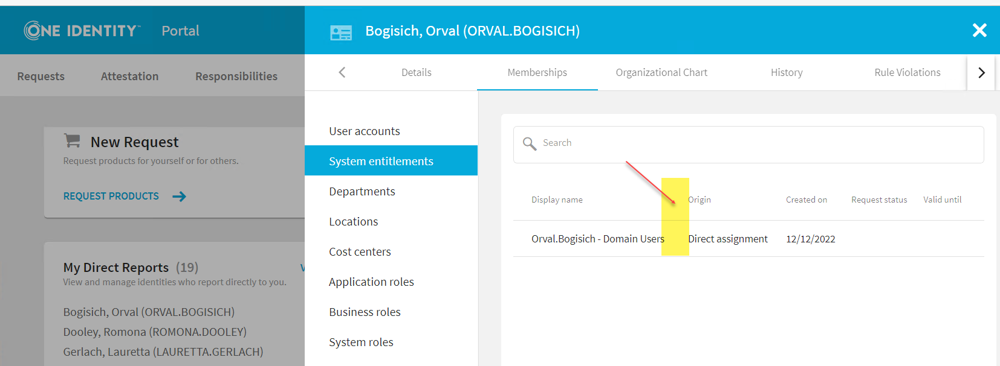 ONE IDENTITY™ Portal
Requests Attestation Responsibilities
New Request
Request products for yourself or for others.
REQUEST PRODUCTS
My Direct Reports (19)
View and manage identities who report directly to you.
Bogisich, Orval (ORVAL.BOGISICH)
Dooley, Romona (ROMONA.DOOLEY)
Gerlach, Lauretta (LAURETTA.GERLACH)
Bogisich, Orval (ORVAL.BOGISICH)
Details Memberships Organizational Chart History Rule Violations
User accounts
System entitlements
Departments
Locations
Cost centers
Application roles
Business roles
System roles
Search
Display name Origin Created on Request status Valid until
Orval.Bogisich - Domain Users Direct assignment 12/12/2022